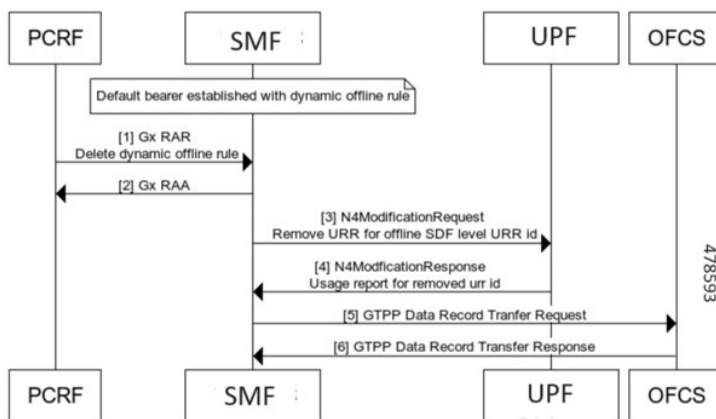 PCRF
SMF :
UPF
OFCS
Default bearer established with dynamic offline rule
[1] Gx RAR
Delete dynamic offline rule
[2] Gx RAA
[3] N4ModificationRequest
Remove URR for offline SDF level URR id
[4] N4ModficationResponse
Usage report for removed urr id
[5] GTPP Data Record Tranfer Request
[6] GTPP Data Record Transfer Response
478593
PCRF
SMF
UPF
OFCS